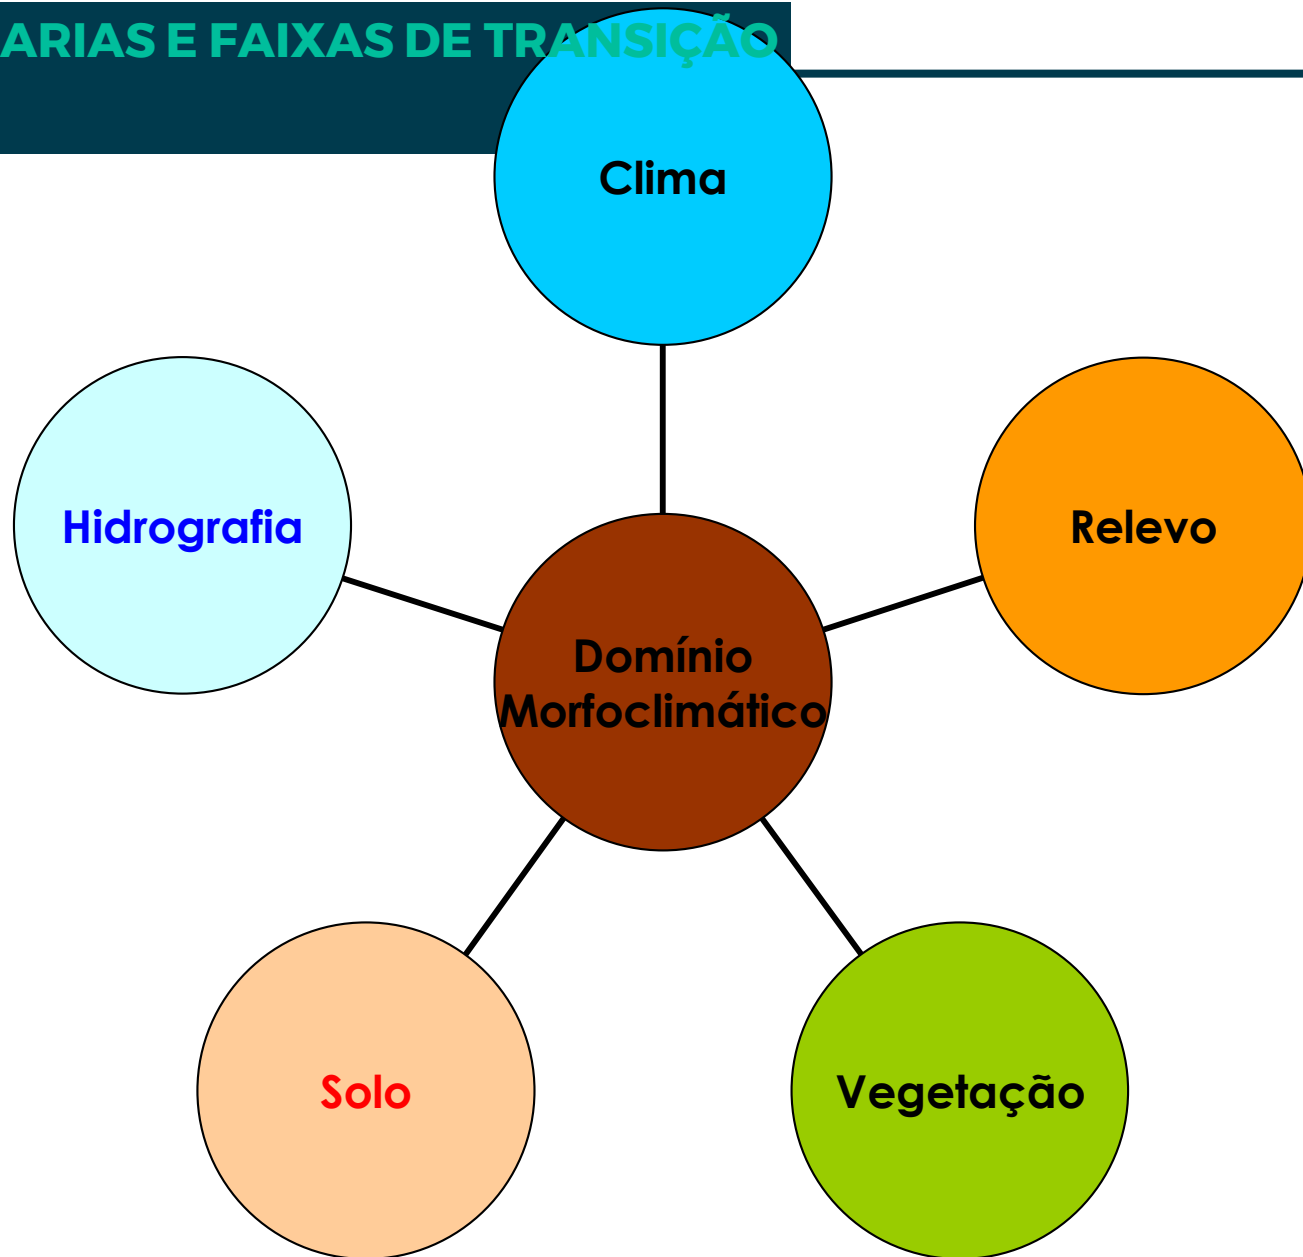 ARIAS E FAIXAS DE TRANSIÇÃO
Clima
Hidrografia
Relevo
Domínio
Morfoclimático
Solo
Vegetação